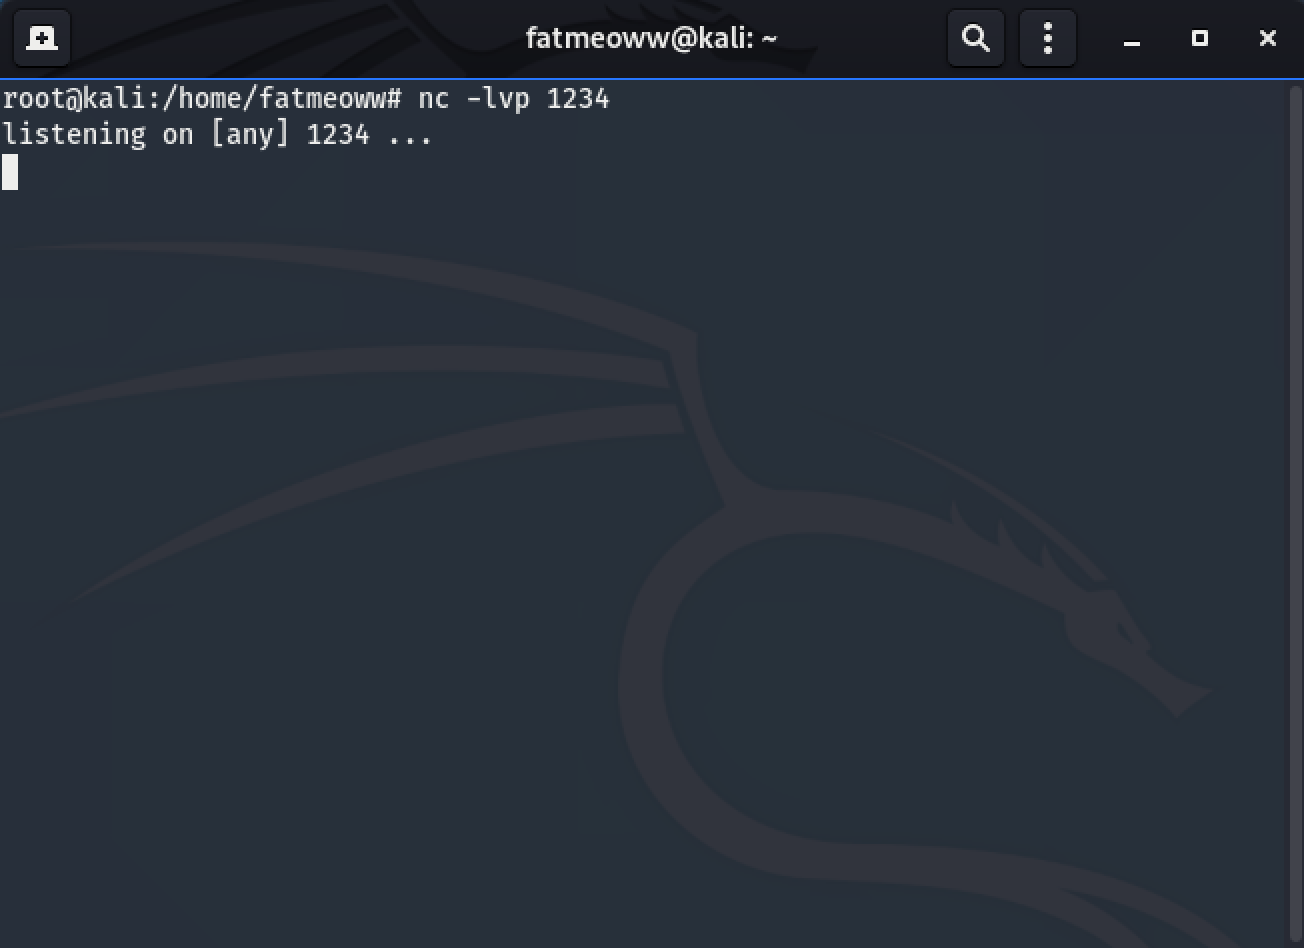 fatmeoww@kali: ~
root@kali:/home/fatmeoww# nc -lvp 1234
listening on [any] 1234 ...